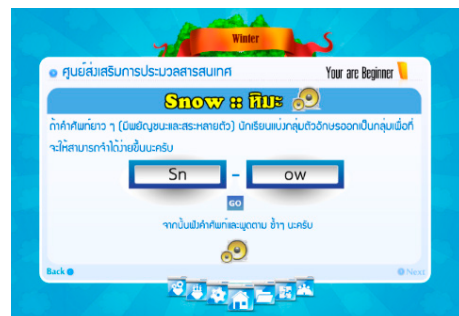 Winter
ศูนย์ส่งเสริมการประมวลสารสนเทศ
Your are Beginner
Snow :: หิมะ
ถ้าคำศัพท์ยาว ๆ (มีพยัญชนะและสระหลายตัว) นักเรียนแบ่งกลุ่มตัวอักษรออกเป็นกลุ่มเพื่อที่
จะให้สามารถจำได้ง่ายขึ้นนะครับ
Sn - ow
GO
จากนั้นฟังคำศัพท์และพูดตาม ช้าๆ นะครับ
Back
Next